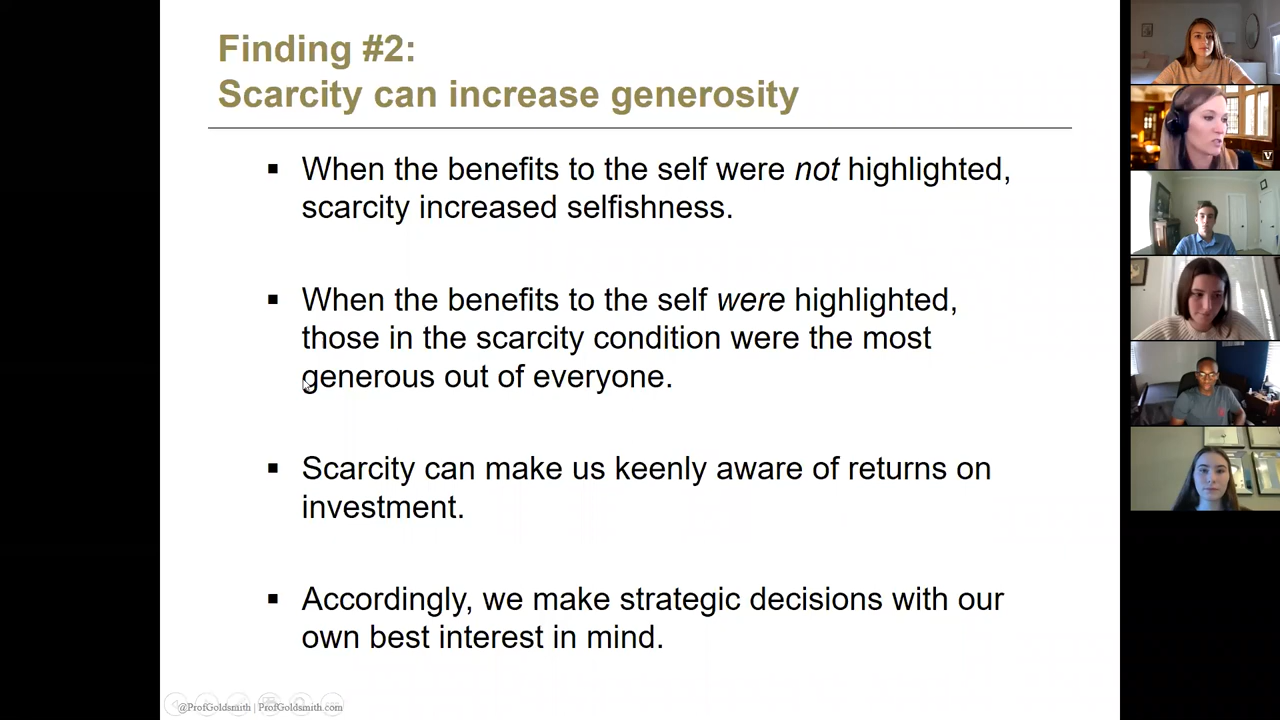 Finding #2:
Scarcity can increase generosity
▪ When the benefits to the self were not highlighted,
scarcity increased selfishness.
▪ When the benefits to the self were highlighted,
those in the scarcity condition were the most
generous out of everyone.
▪ Scarcity can make us keenly aware of returns on
investment.
▪ Accordingly, we make strategic decisions with our
own best interest in mind.
@ProfGoldsmith | ProfGoldsmith.com
V